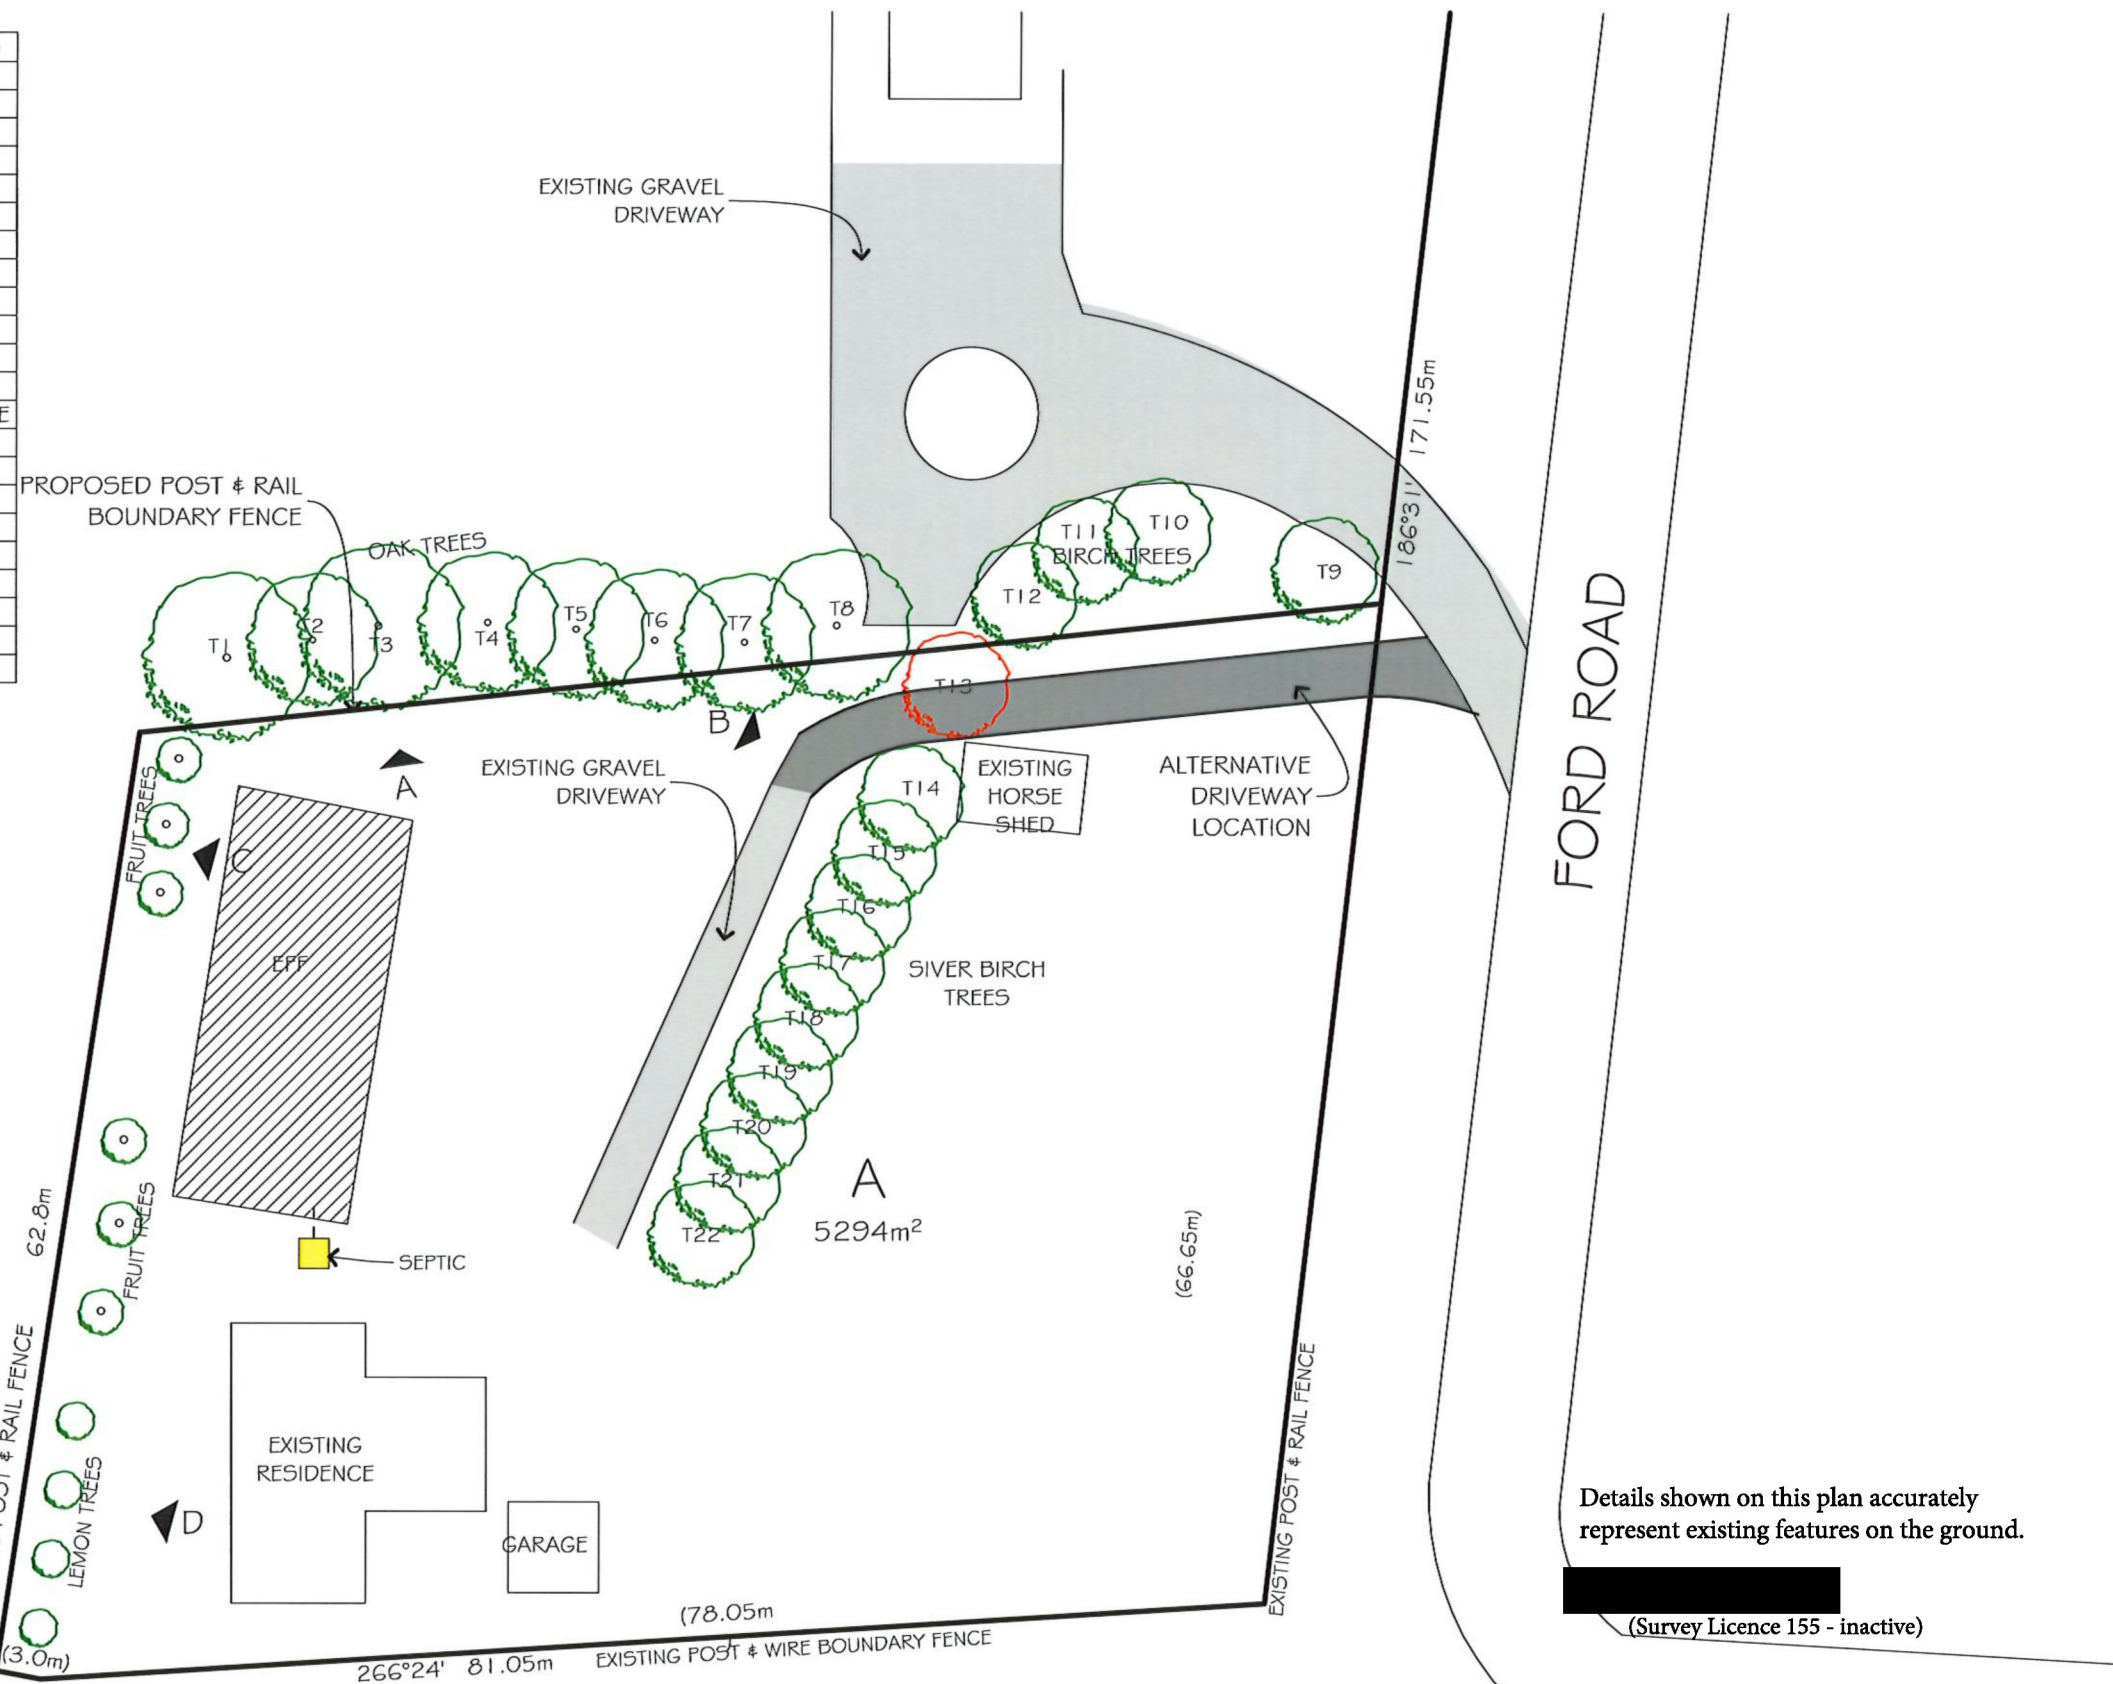 E
EXISTING GRAVEL
DRIVEWAY
171.55m
186°31'
PROPOSED POST & RAIL
BOUNDARY FENCE
OAK TREES
T1
T2
T3
T4
T5
T6
T7
T8
T11
T10
BIRCH TREES
T12
T9
T13
FORD ROAD
B
A
C
FRUIT TREES
EXISTING GRAVEL
DRIVEWAY
T14
EXISTING
HORSE
SHED
ALTERNATIVE
DRIVEWAY
LOCATION
T15
T16
T17
T18
T19
T20
T21
T22
SIVER BIRCH
TREES
EFF
A
5294m²
(66.65m)
62.8m
FRUIT TREES
SEPTIC
POST & RAIL FENCE
EXISTING
RESIDENCE
LEMON TREES
D
GARAGE
EXISTING POST & RAIL FENCE
(3.0m)
(78.05m
266°24' 81.05m
EXISTING POST & WIRE BOUNDARY FENCE
Details shown on this plan accurately
represent existing features on the ground.
(Survey Licence 155 - inactive)